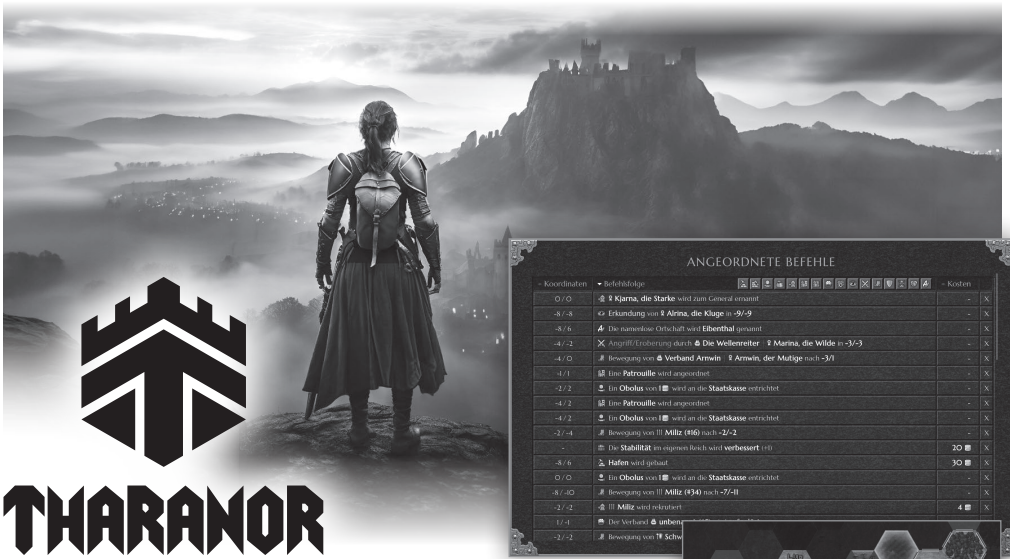 ANGEORDNETE BEFEHLE
Koordinaten Befehlsfolge Kosten
0 / 0 Kjarna, die Starke wird zum General ernannt - X
-8 / -8 Erkundung von Alrina, die Kluge in -9/-9 - X
-8 / 6 Die namenlose Ortschaft wird Eibenthal genannt - X
-4 / -2 Angriff/Eroberung durch Die Wellenreiter Marina, die Wilde in -3/-3 - X
-4 / 0 Bewegung von Verband Arnwin Arnwin, der Mutige nach -3/1 - X
-1 / 1 Eine Patrouille wird angeordnet - X
-2 / 2 Ein Obolus von 1 wird an die Staatskasse entrichtet - X
-4 / 2 Eine Patrouille wird angeordnet - X
-4 / 2 Ein Obolus von 1 wird an die Staatskasse entrichtet - X
-2 / -4 Bewegung von Miliz (#16) nach -2/-2 - X
- Die Stabilität im eigenen Reich wird verbessert (+1) 20 X
-8 / 6 Hafen wird gebaut 30 X
0 / 0 Ein Obolus von 1 wird an die Staatskasse entrichtet - X
-8 / -10 Bewegung von Miliz (#34) nach -7/-11 - X
-2 / -2 Miliz wird rekrutiert 4 X
1 / -1 Der Verband - X
-2 / -2 Bewegung von
THARANOR